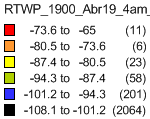 RTWP_1900_Abr19_4am_
-73.6 to -65 (11)
-80.5 to -73.6 (6)
-87.4 to -80.5 (23)
-94.3 to -87.4 (58)
-101.2 to -94.3 (201)
-108.1 to -101.2 (2064)